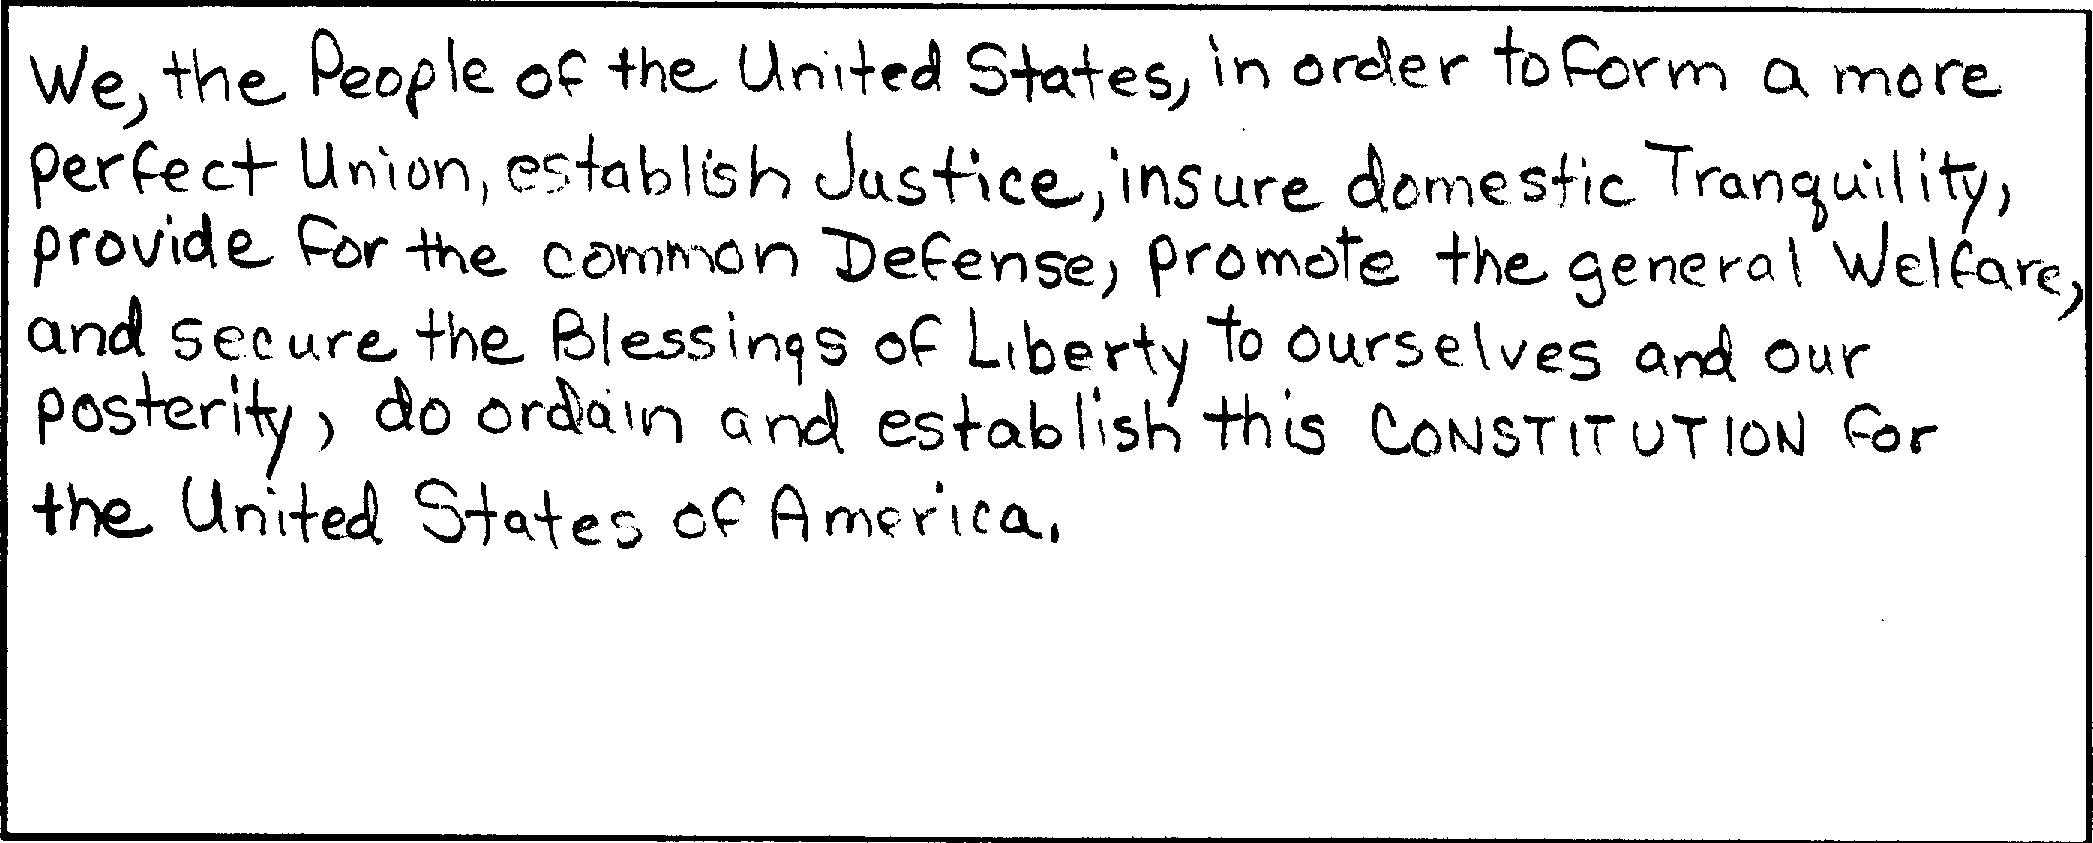 We, the People of the United States, in order to form a more
perfect Union, establish Justice, insure domestic Tranquility,
provide for the common Defense, promote the general Welfare,
and secure the Blessings of Liberty to ourselves and our
posterity, do ordain and establish this CONSTITUTION for
the United States of America.